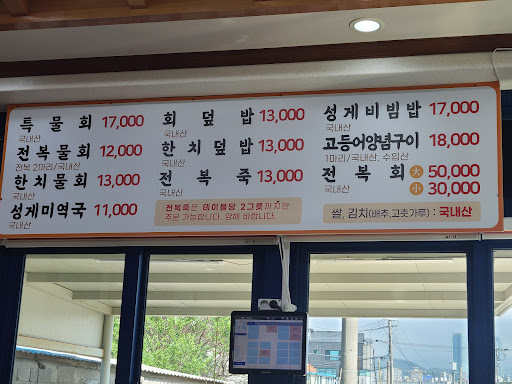 특물회 17,000
국내산
전복물회 12,000
전복 2마리/국내산
한치물회 13,000
국내산
성게미역국 11,000
국내산
회덮밥 13,000
국내산
한치덮밥 13,000
국내산
전복죽 13,000
국내산
전복죽은 테이블당 2그릇까지만
주문 가능합니다. 양해 바랍니다.
성게비빔밥 17,000
국내산
고등어양념구이 18,000
1마리/국내산, 수입산
전복회 大 50,000
국내산 小 30,000
쌀, 김치(배추,고춧가루) : 국내산